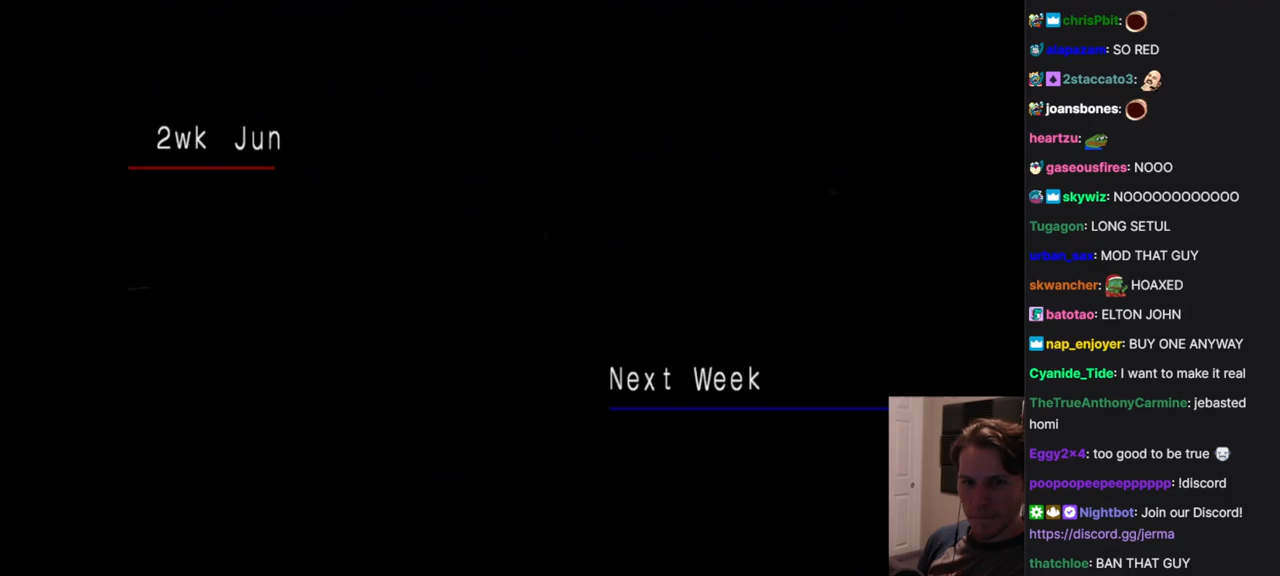 2wk Jun
Next Week
chrisPbit:
SO RED
2staccato3:
joansbones:
heartzu:
gaseousfires: NOOO
skywiz: NOOOOOOOOOOOO
Tugagon: LONG SETUL
urban_sax: MOD THAT GUY
skwancher: HOAXED
batotao: ELTON JOHN
nap_enjoyer: BUY ONE ANYWAY
Cyanide_Tide: I want to make it real
TheTrueAnthonyCarmine: jebasted
homi
Eggy2×4: too good to be true
poopoopeepeepppppp: !discord
Nightbot: Join our Discord!
https://discord.gg/jerma
thatchloe: BAN THAT GUY